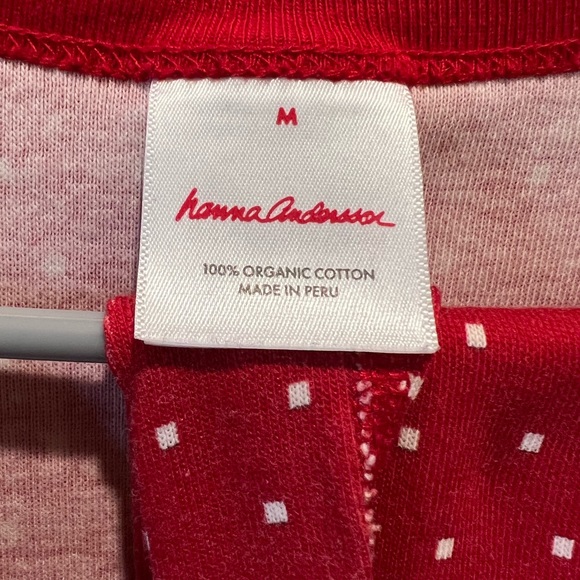 M
hanna andersson
100% ORGANIC COTTON
MADE IN PERU